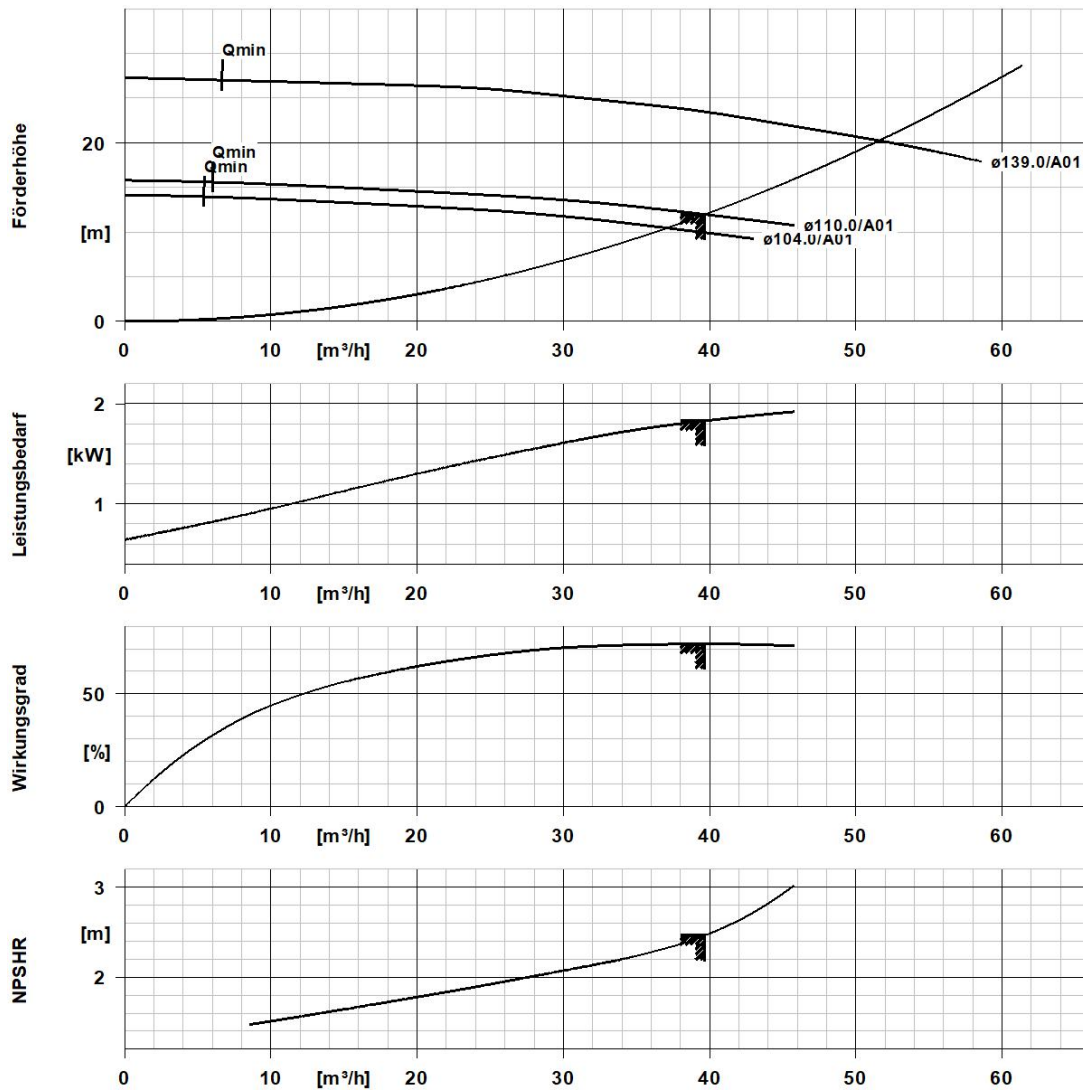 Förderhöhe
[m]
20
0
Qmin
Qmin
Qmin
ø139.0/A01
ø110.0/A01
ø104.0/A01
0 10 [m³/h] 20 30 40 50 60
Leistungsbedarf
2
[kW]
1
0 10 [m³/h] 20 30 40 50 60
Wirkungsgrad
50
[%]
0
0 10 [m³/h] 20 30 40 50 60
NPSHR
3
[m]
2
0 10 [m³/h] 20 30 40 50 60